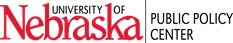 UNIVERSITY OF
Nebraska
PUBLIC POLICY
CENTER